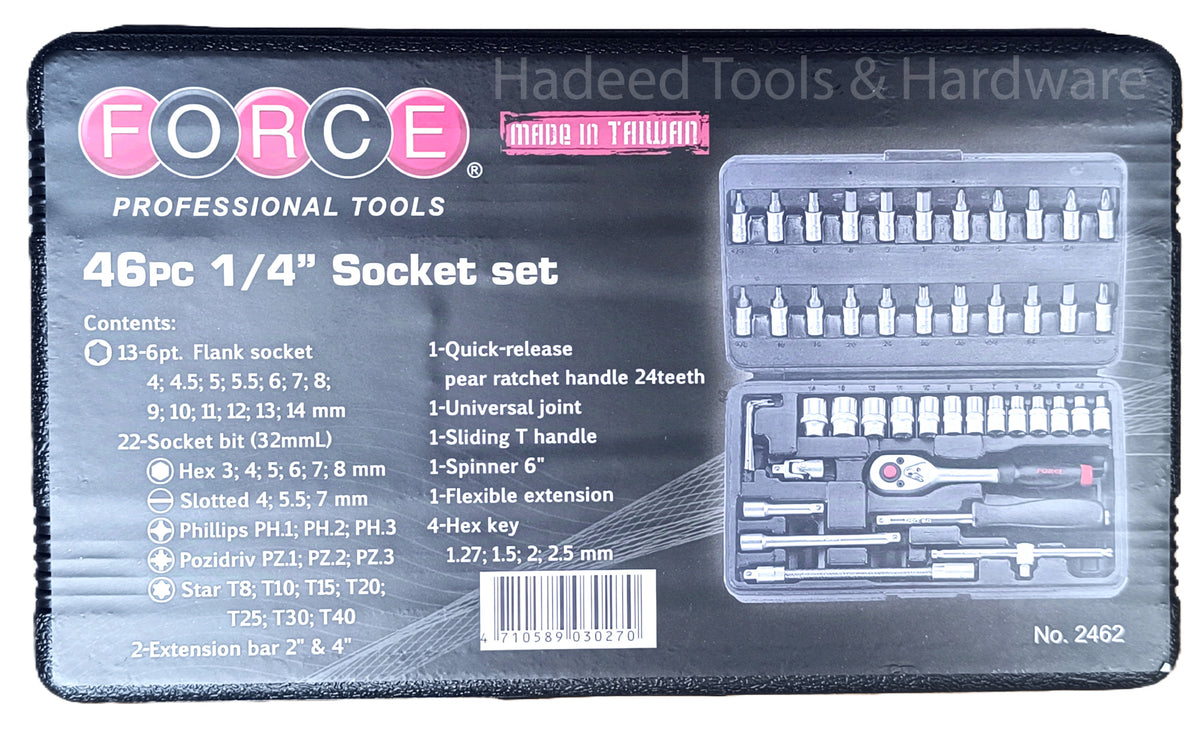 Hadeed Tools & Hardware
FORCE®
MADE IN TAIWAN
PROFESSIONAL TOOLS
46PC 1/4” Socket set
Contents:
13-6pt. Flank socket
4; 4.5; 5; 5.5; 6; 7; 8;
9; 10; 11; 12; 13; 14 mm
22-Socket bit (32mmL)
Hex 3; 4; 5; 6; 7; 8 mm
Slotted 4; 5.5; 7 mm
Phillips PH.1; PH.2; PH.3
Pozidriv PZ.1; PZ.2; PZ.3
Star T8; T10; T15; T20;
T25; T30; T40
2-Extension bar 2" & 4"
1-Quick-release
pear ratchet handle 24teeth
1-Universal joint
1-Sliding T handle
1-Spinner 6"
1-Flexible extension
4-Hex key
1.27; 1.5; 2; 2.5 mm
4 710589 030270
FORCE
No. 2462